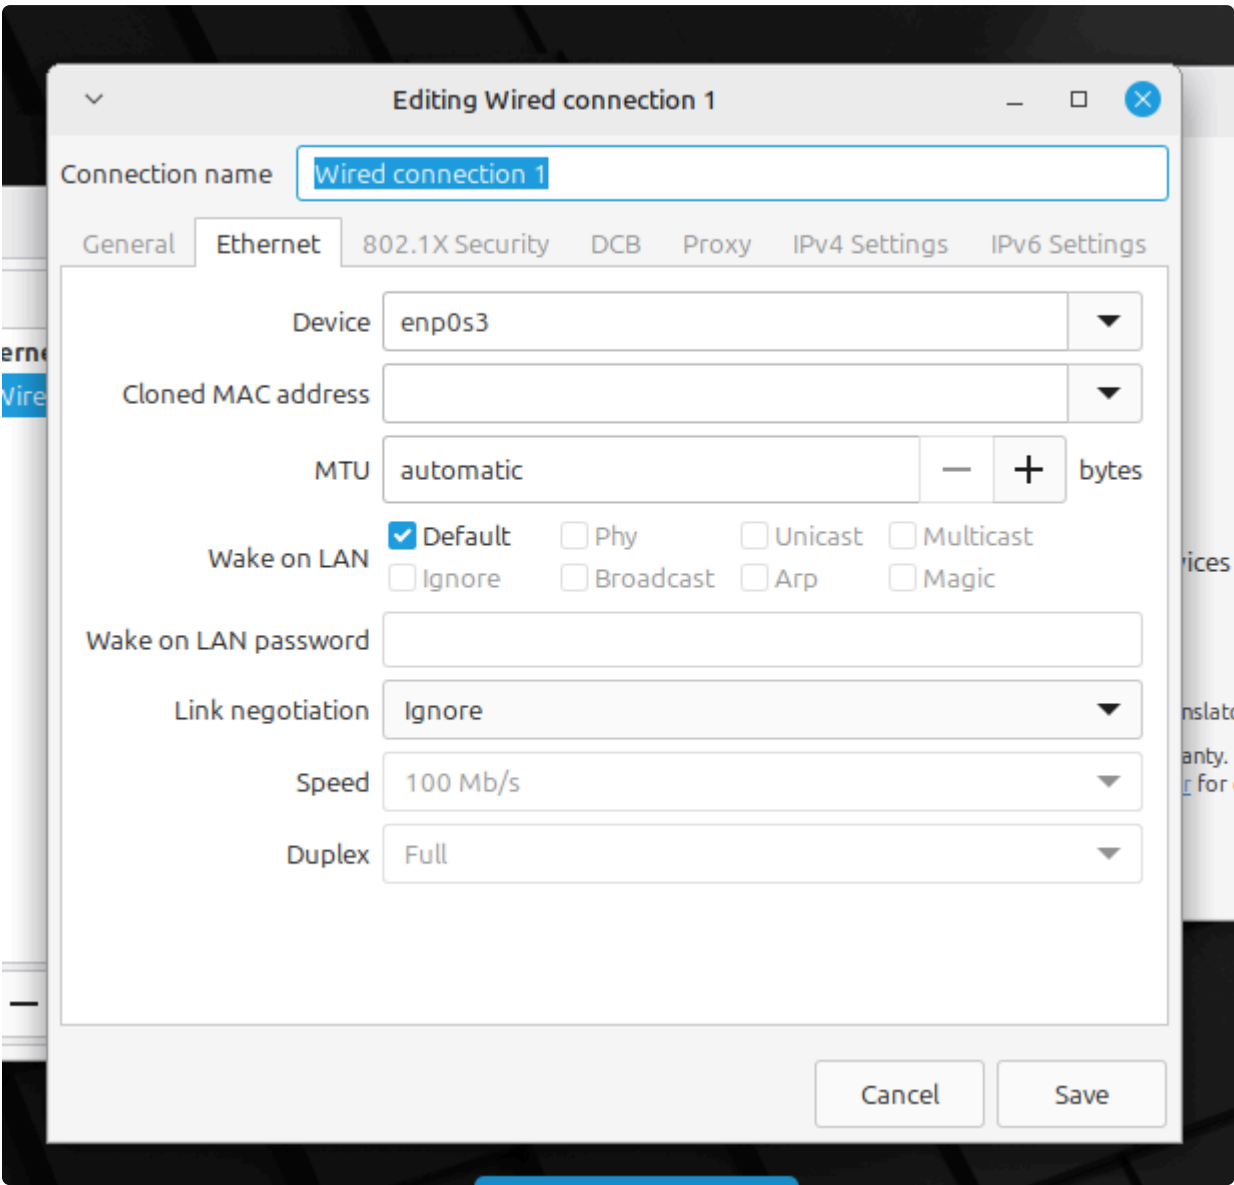 Editing Wired connection 1
Connection name Wired connection 1
General Ethernet 802.1X Security DCB Proxy IPv4 Settings IPv6 Settings
Device enp0s3
Cloned MAC address
MTU automatic bytes
Wake on LAN
Default Phy Unicast Multicast
Ignore Broadcast Arp Magic
Wake on LAN password
Link negotiation Ignore
Speed 100 Mb/s
Duplex Full
Cancel Save
for